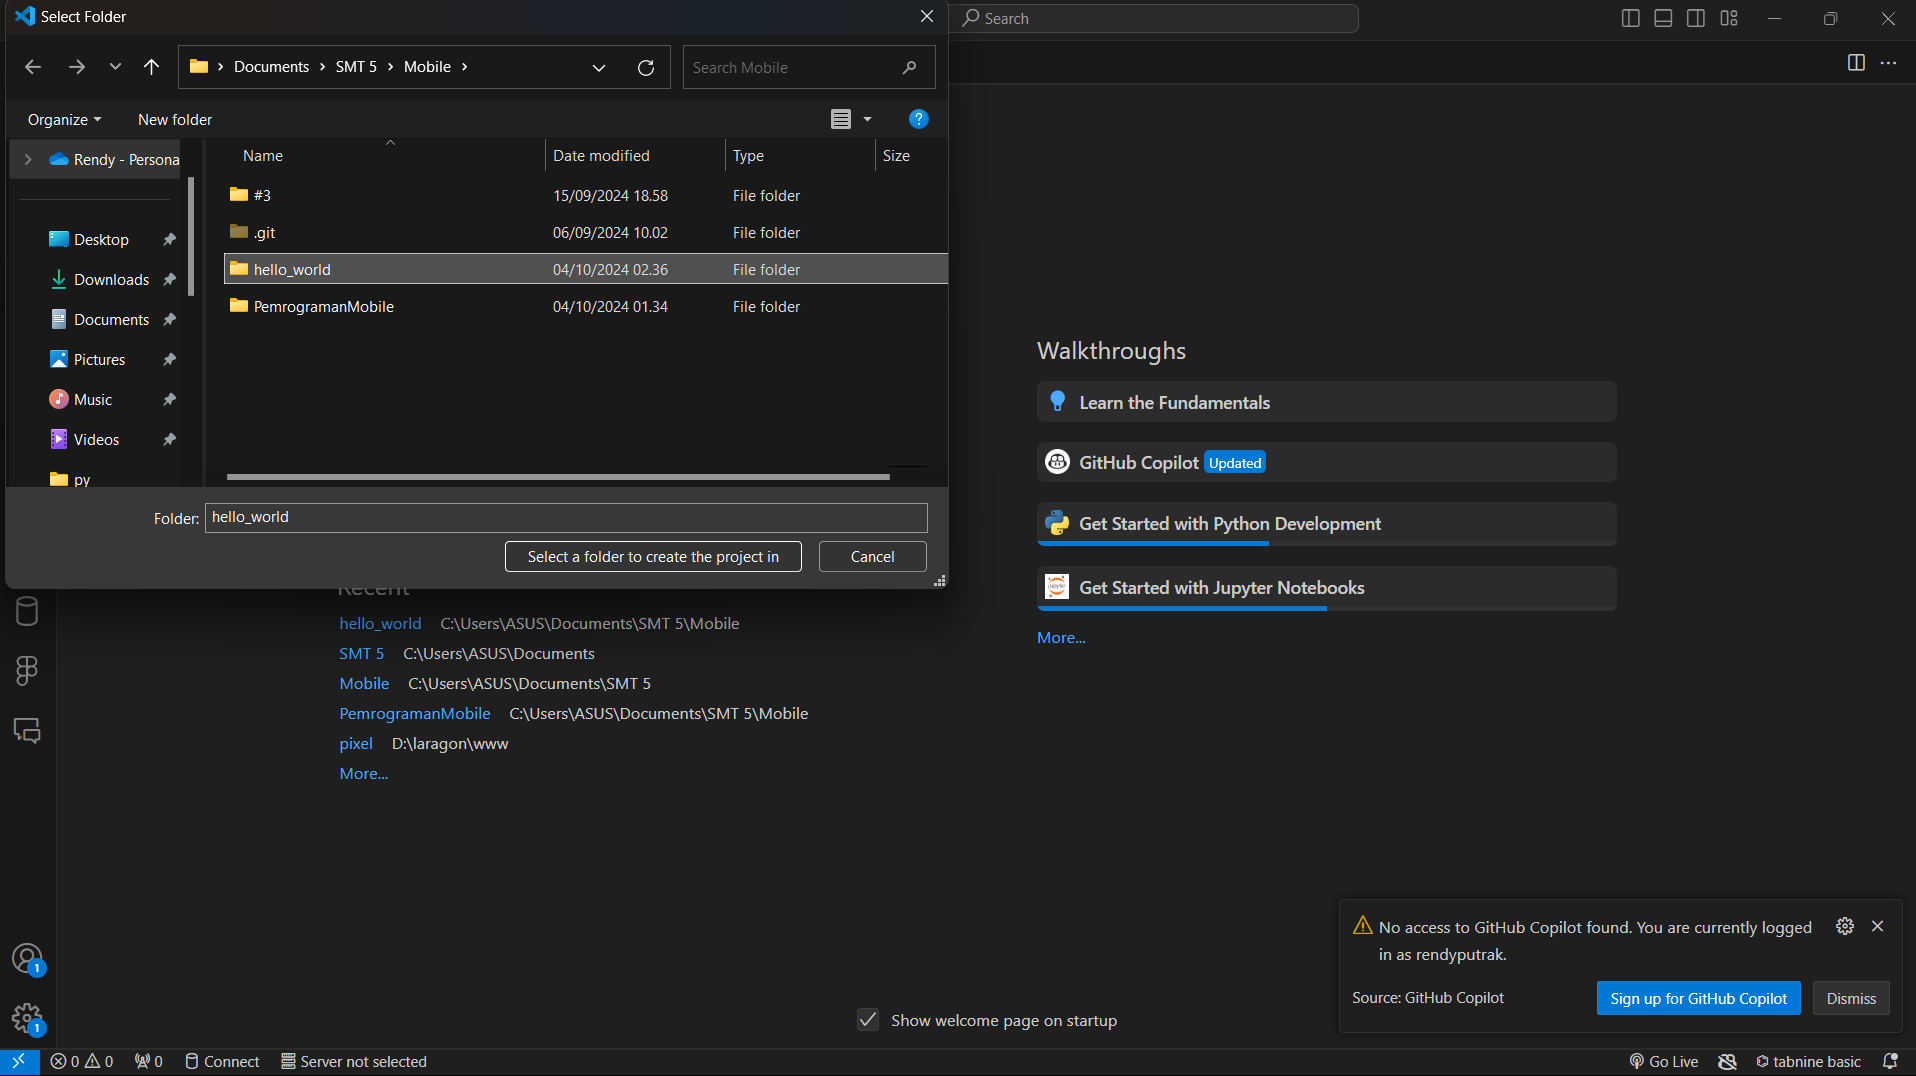 Select Folder
Search
Documents > SMT 5 > Mobile >
Search Mobile
Organize
New folder
?
Rendy - Persona
Desktop
Downloads
Documents
Pictures
Music
Videos
py
Name Date modified Type Size
#3 15/09/2024 18.58 File folder
.git 06/09/2024 10.02 File folder
hello_world 04/10/2024 02.36 File folder
PemrogramanMobile 04/10/2024 01.34 File folder
Folder: hello_world
Select a folder to create the project in
Cancel
Recent
hello_world C:\Users\ASUS\Documents\SMT 5\Mobile
SMT 5 C:\Users\ASUS\Documents
Mobile C:\Users\ASUS\Documents\SMT 5
PemrogramanMobile C:\Users\ASUS\Documents\SMT 5\Mobile
pixel D:\laragon\www
More...
Walkthroughs
Learn the Fundamentals
GitHub Copilot Updated
Get Started with Python Development
jupyter
Get Started with Jupyter Notebooks
More...
No access to GitHub Copilot found. You are currently logged
in as rendyputrak.
Source: GitHub Copilot
Sign up for GitHub Copilot
Dismiss
1
1
Show welcome page on startup
0 0 0 Connect Server not selected
Go Live tabnine basic